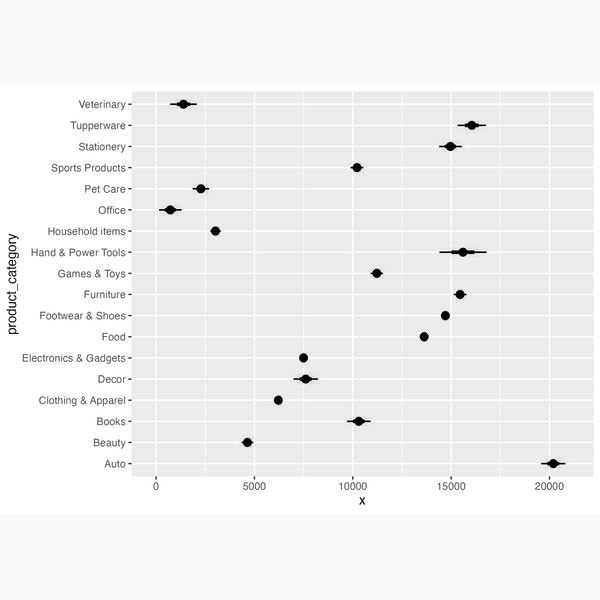 product_category
Veterinary
Tupperware
Stationery
Sports Products
Pet Care
Office
Household items
Hand & Power Tools
Games & Toys
Furniture
Footwear & Shoes
Food
Electronics & Gadgets
Decor
Clothing & Apparel
Books
Beauty
Auto
0 5000 10000 15000 20000
x